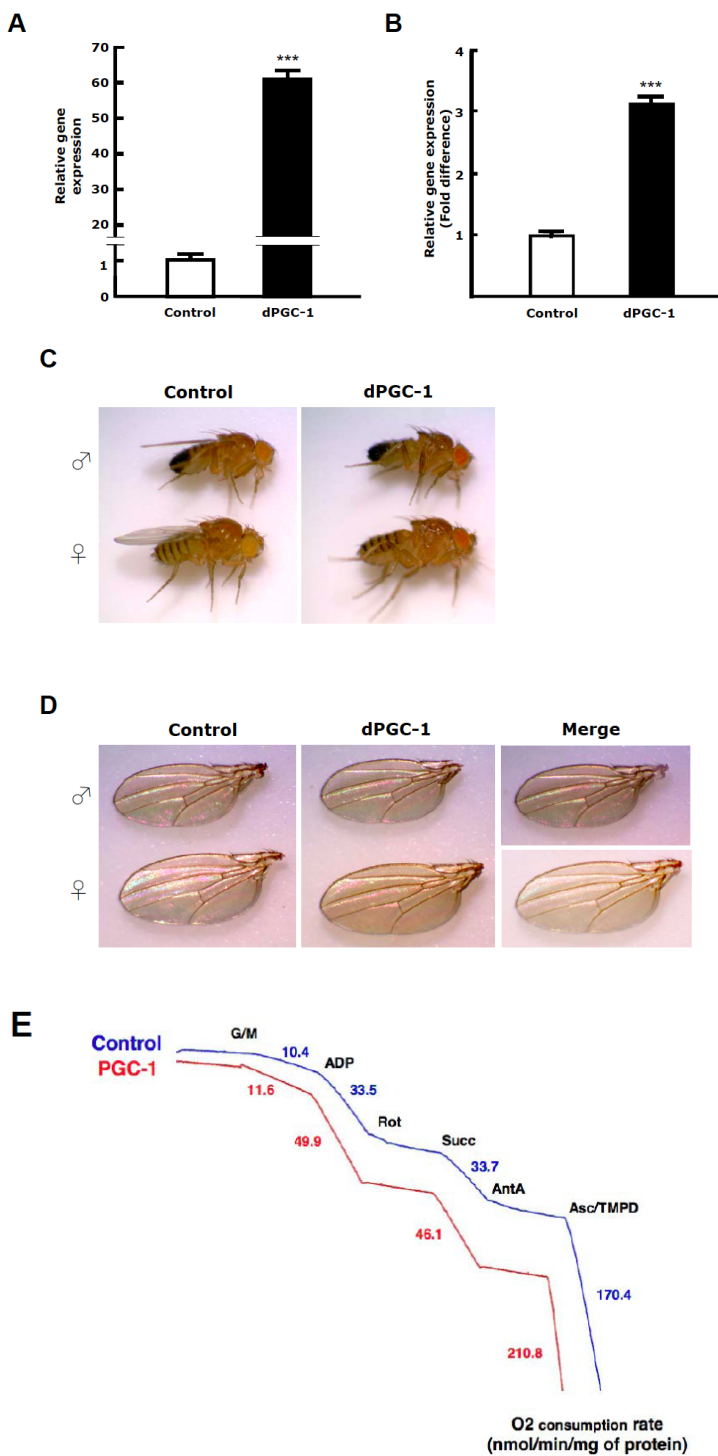 A
Relative gene
expression
70
60
50
40
30
20
1
0
***
Control
dPGC-1
B
Relative gene expression
(Fold difference)
4
3
2
1
***
Control
dPGC-1
C
Control
dPGC-1
♂
♀
D
Control
dPGC-1
Merge
♂
♀
E
Control
PGC-1
G/M
10.4
11.6
ADP
33.5
49.9
Rot
Succ
33.7
46.1
AntA
Asc/TMPD
170.4
210.8
O2 consumption rate
(nmol/min/mg of protein)